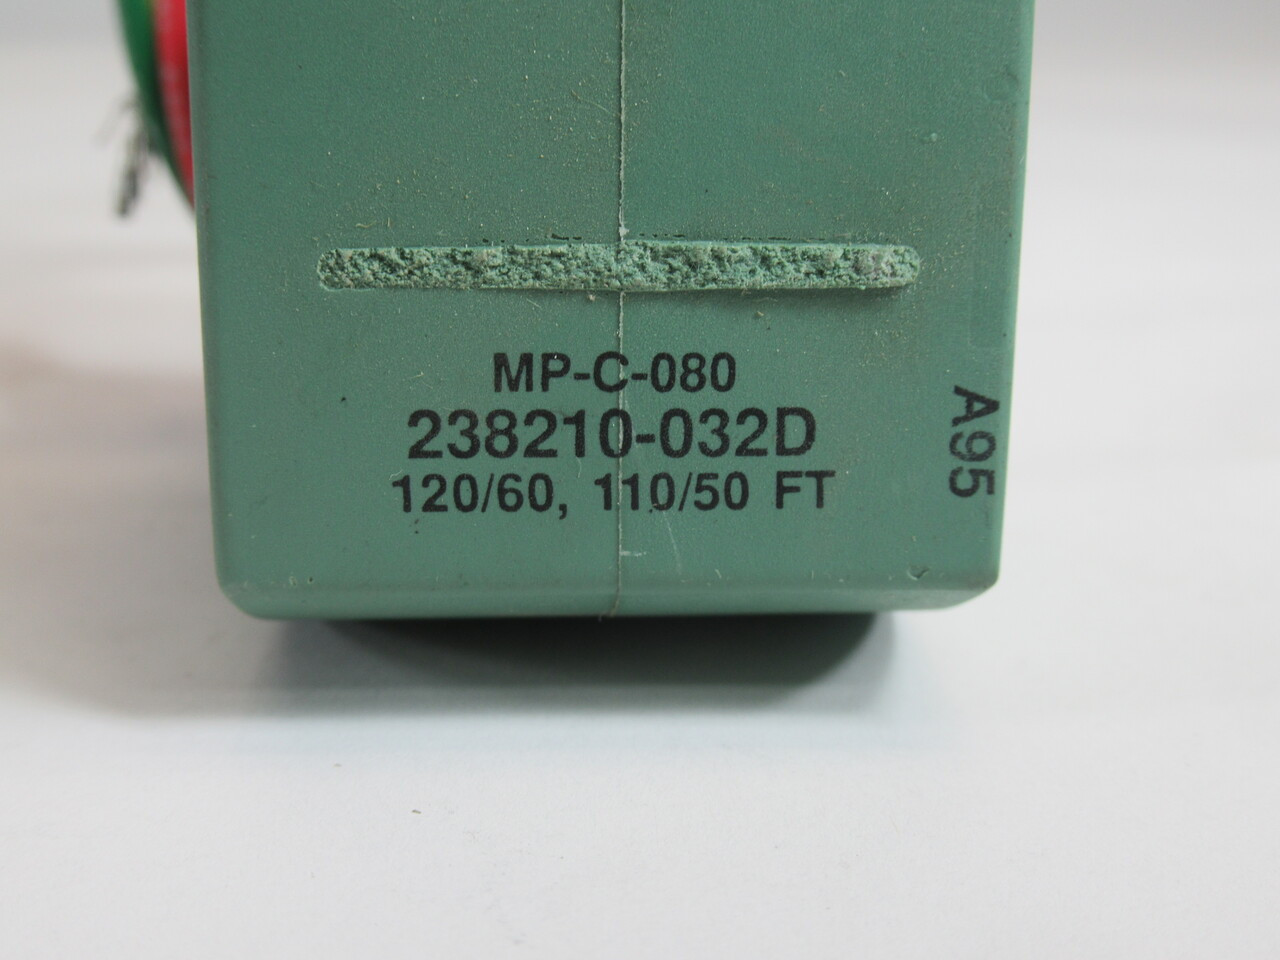 MP-C-080
238210-032D
120/60, 110/50 FT
A95